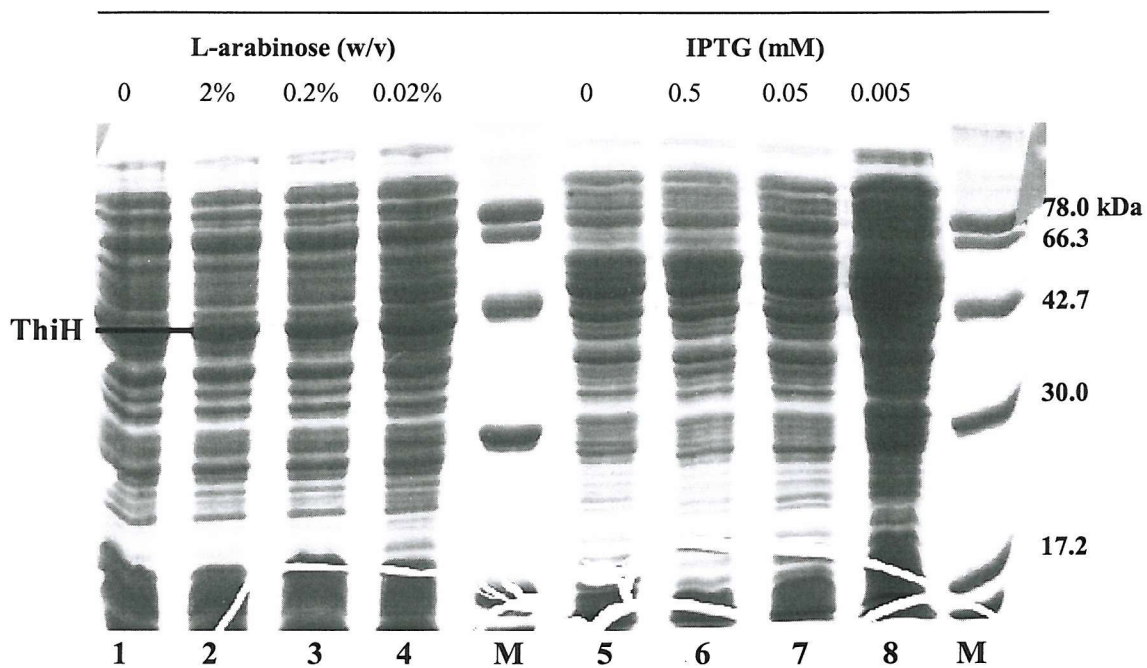 L-arabinose (w/v) IPTG (mM)
0 2% 0.2% 0.02% 0 0.5 0.05 0.005
78.0 kDa
66.3
42.7
ThiH
30.0
17.2
1 2 3 4 M 5 6 7 8 M